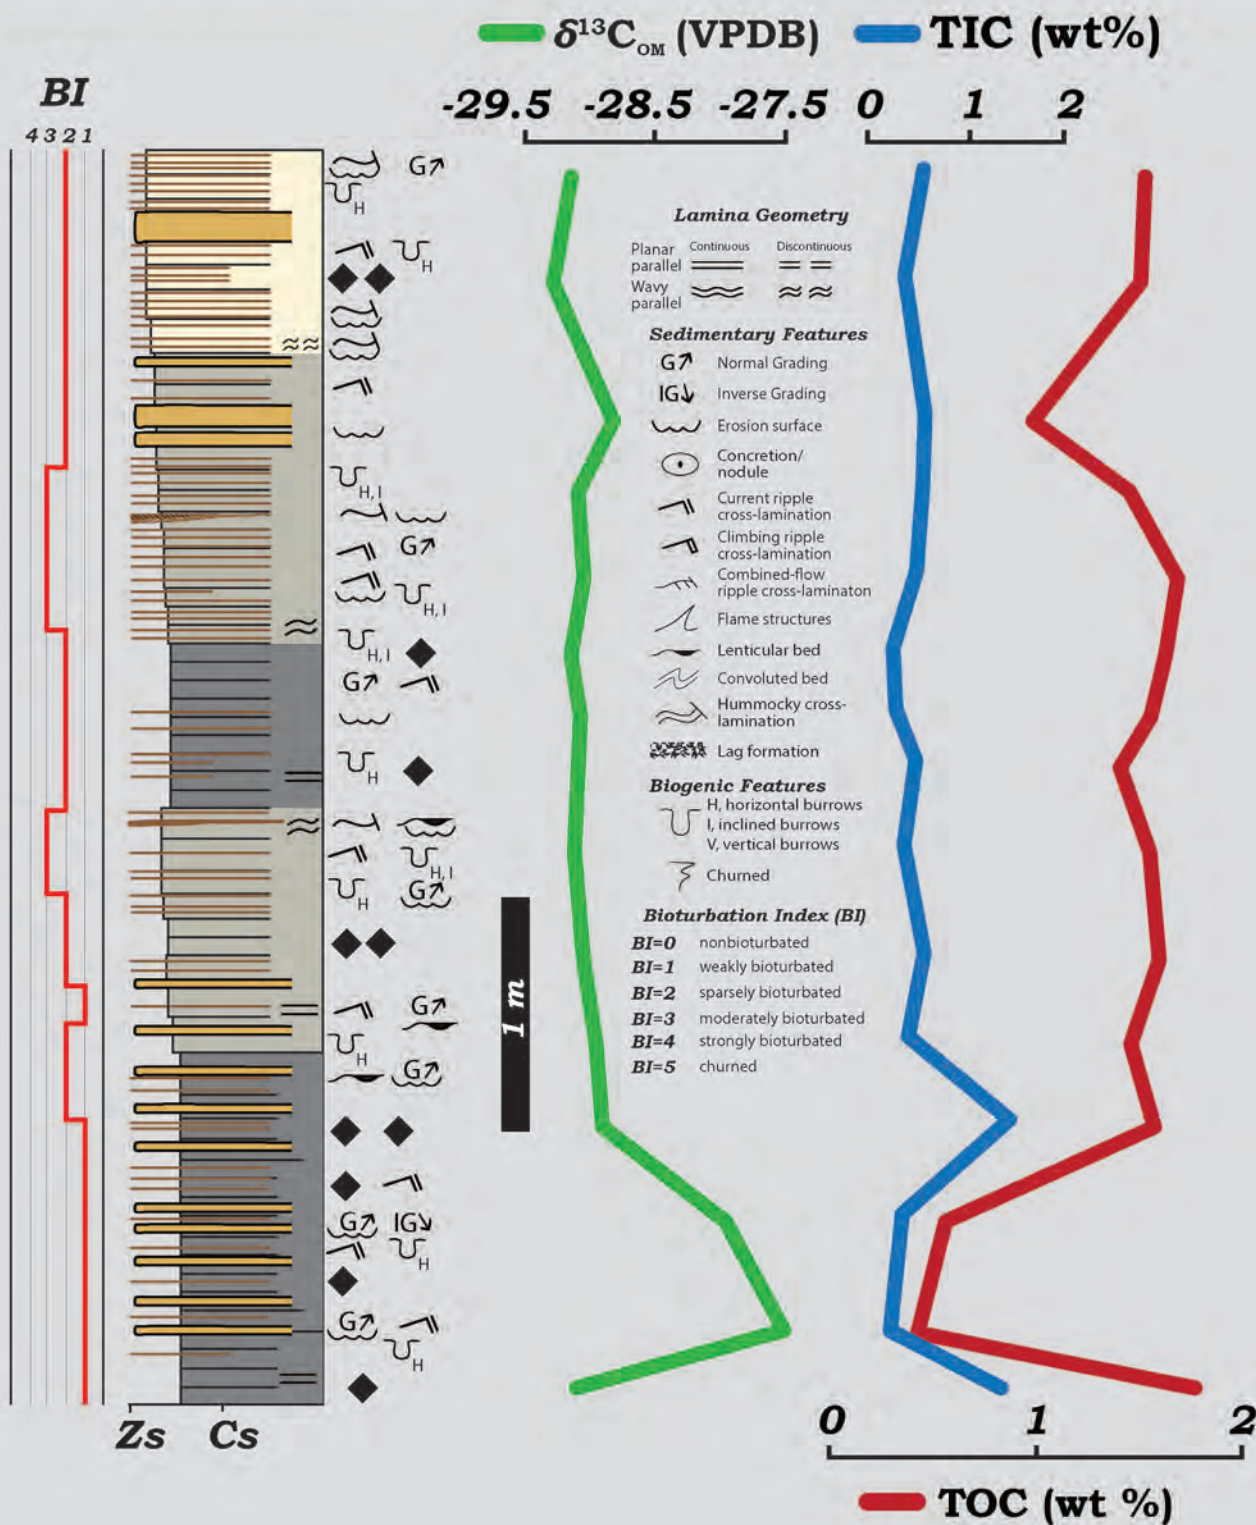 δ¹³C_OM (VPDB) TIC (wt%)
-29.5 -28.5 -27.5 0 1 2
BI
4 3 2 1
G
H
H
Lamina Geometry
Continuous Discontinuous
Planar
parallel
Wavy
parallel
Sedimentary Features
G Normal Grading
IG Inverse Grading
Erosion surface
Concretion/
nodule
Current ripple
cross-lamination
Climbing ripple
cross-lamination
Combined-flow
ripple cross-laminaton
Flame structures
Lenticular bed
Convoluted bed
Hummocky cross-
lamination
Lag formation
Biogenic Features
H, horizontal burrows
I, inclined burrows
V, vertical burrows
Churned
Bioturbation Index (BI)
BI=0 nonbioturbated
BI=1 weakly bioturbated
BI=2 sparsely bioturbated
BI=3 moderately bioturbated
BI=4 strongly bioturbated
BI=5 churned
H, I
G
H, I
H, I
G
H
H, I
H G
1 m
G
H
G
G IG
H
G
H
Zs Cs
0 1 2
TOC (wt %)